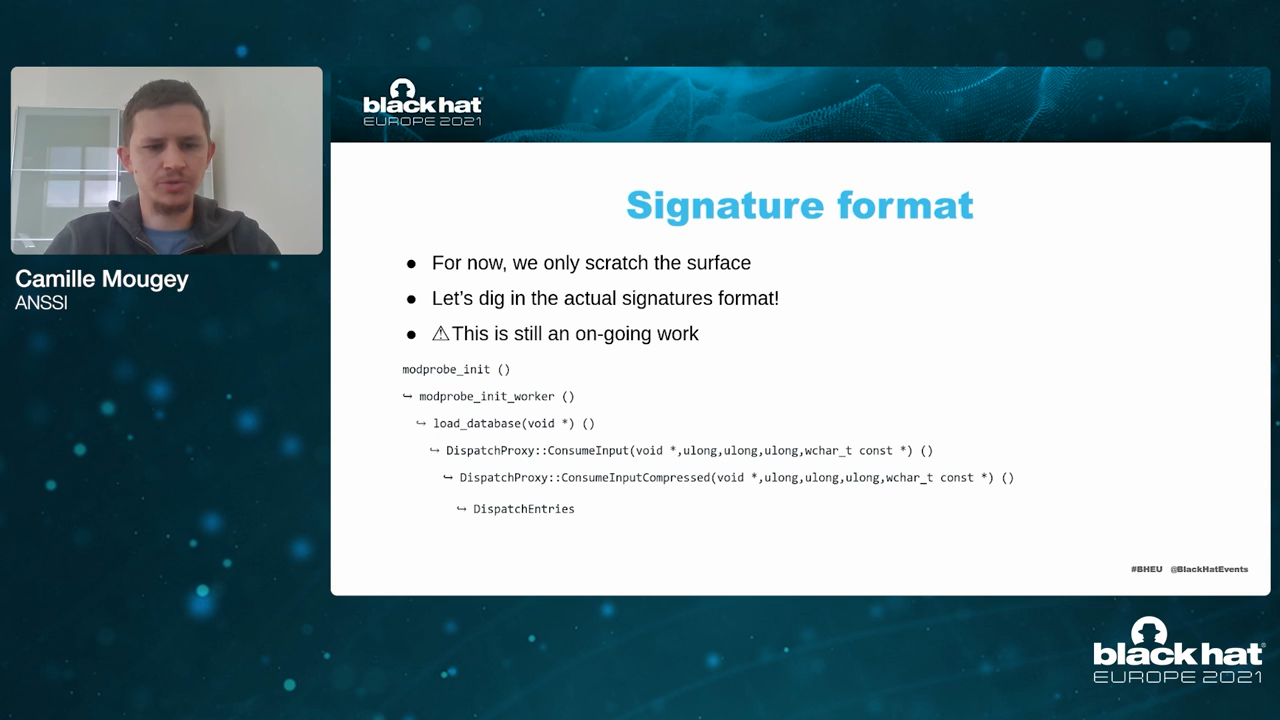 black hat
EUROPE 2021
Camille Mougey
ANSSI
Signature format
● For now, we only scratch the surface
● Let's dig in the actual signatures format!
● ⚠This is still an on-going work
modprobe_init ()
↪ modprobe_init_worker ()
↪ load_database(void *) ()
↪ DispatchProxy::ConsumeInput(void *,ulong,ulong,ulong,wchar_t const *) ()
↪ DispatchProxy::ConsumeInputCompressed(void *,ulong,ulong,ulong,wchar_t const *) ()
↪ DispatchEntries
#BHEU @BlackHatEvents
black hat®
EUROPE 2021